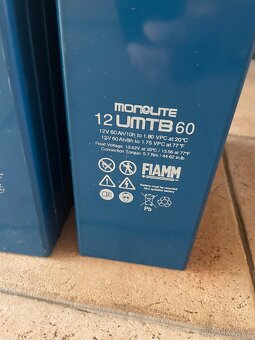 MONOLITE
12 UMTB 60
12V 60 Ah/10h to 1.80 VPC at 20°C
12V 60 Ah/8h to 1.75 VPC at 77°F
Float Voltage: 13.62V at 20°C / 13.56 at 77°F
Connection Torque: 5-7 Nm / 44-62 in-lb
FIAMM
Pb